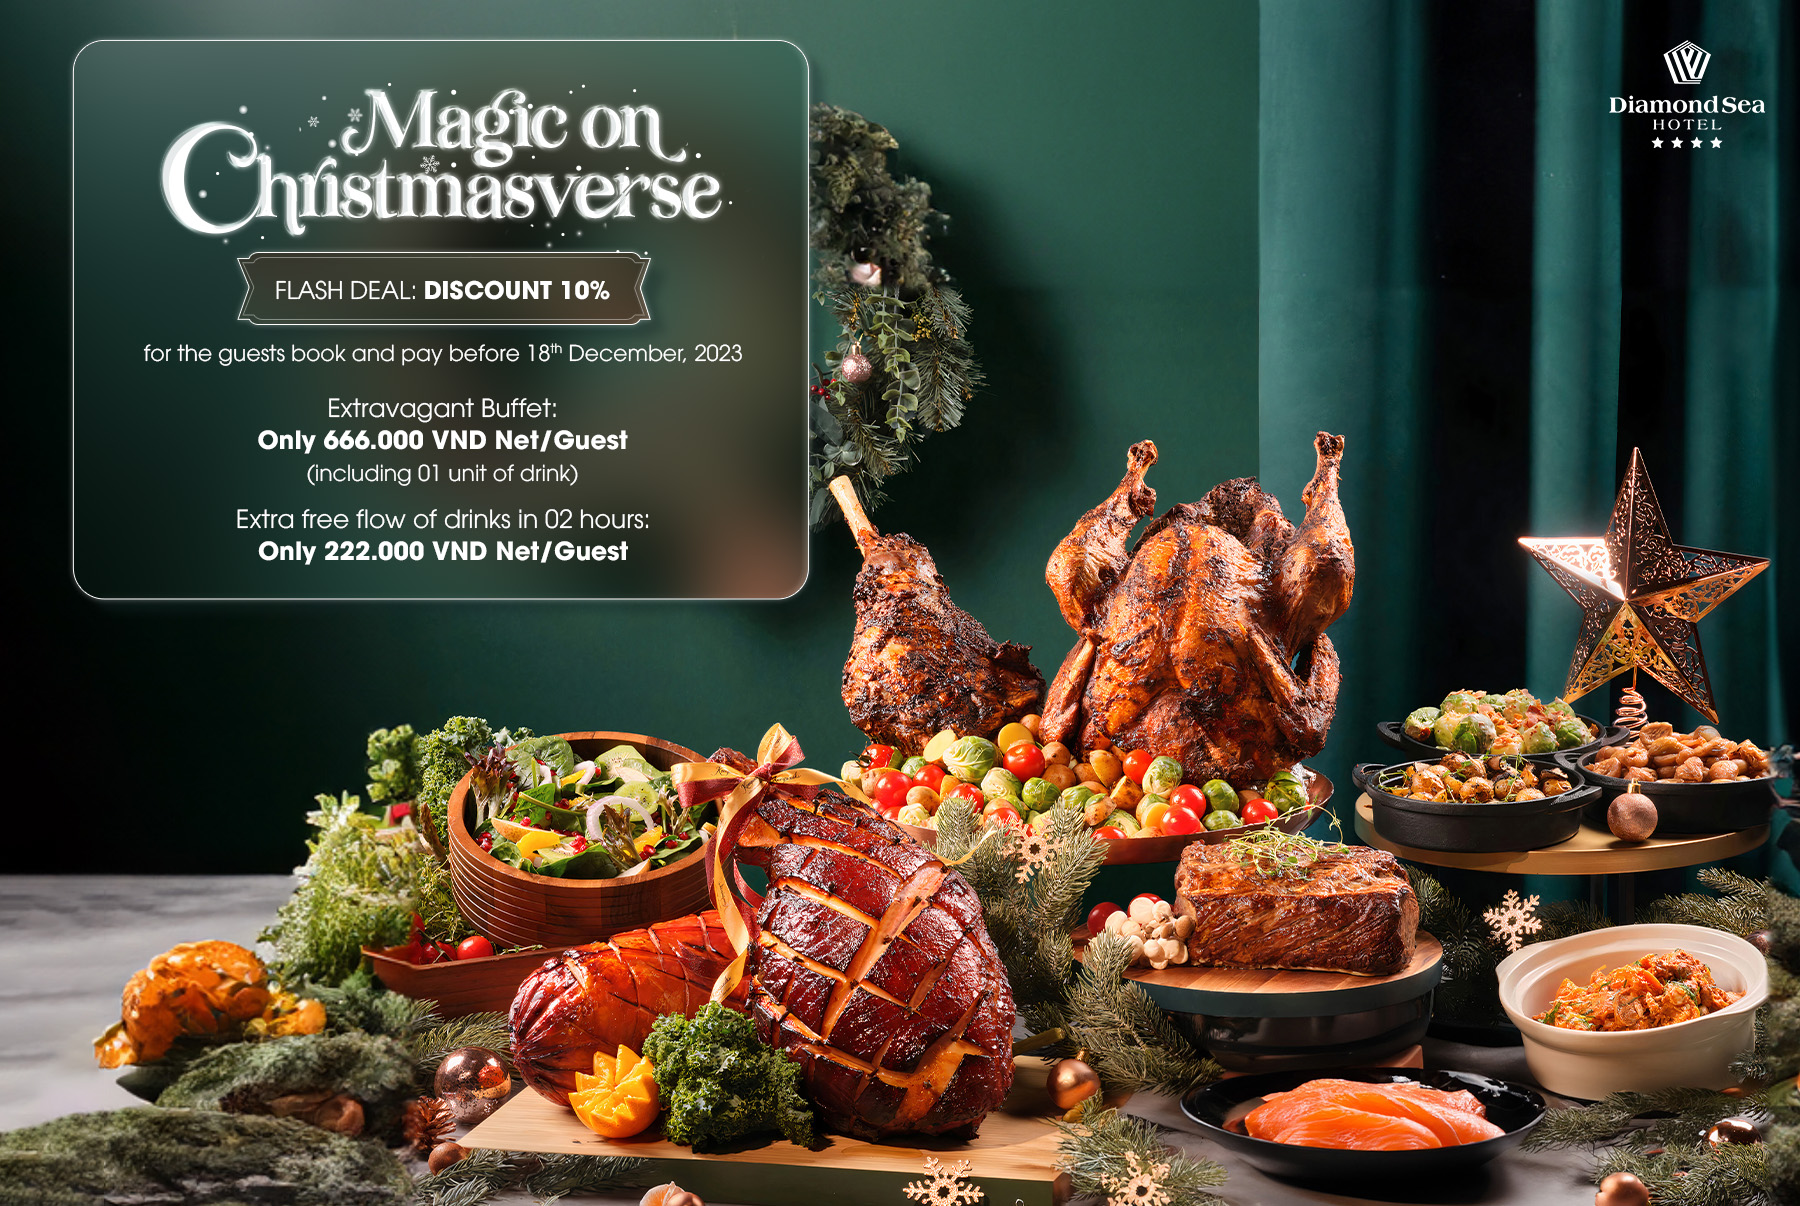 Magic on
Christmasverse
FLASH DEAL: DISCOUNT 10%
for the guests book and pay before 18th December, 2023
Extravagant Buffet:
Only 666.000 VND Net/Guest
(including 01 unit of drink)
Extra free flow of drinks in 02 hours:
Only 222.000 VND Net/Guest
Diamond Sea
HOTEL